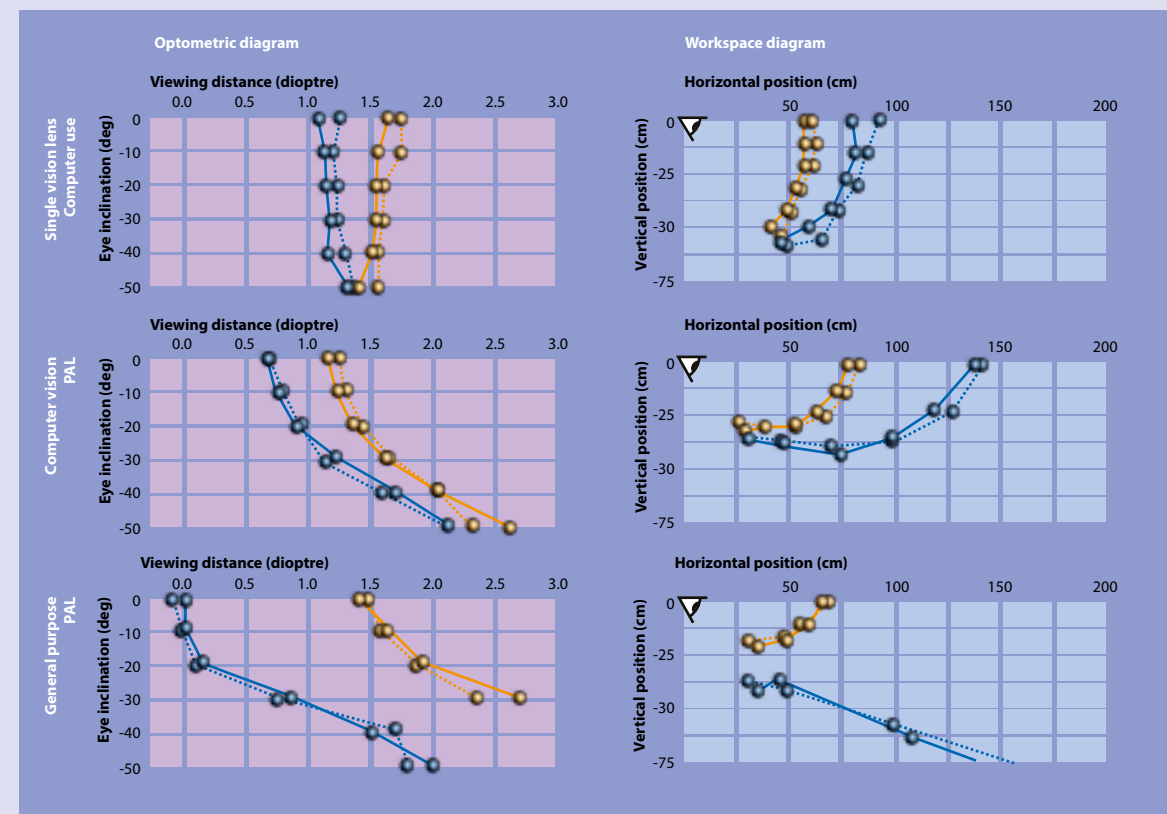 Optometric diagram
Workspace diagram
Single vision lens
Computer use
Viewing distance (dioptre)
0.0 0.5 1.0 1.5 2.0 2.5 3.0
Eye inclination (deg)
0
-10
-20
-30
-40
-50
Horizontal position (cm)
50 100 150 200
Vertical position (cm)
0
-25
-30
-75
Computer vision
PAL
Viewing distance (dioptre)
0.0 0.5 1.0 1.5 2.0 2.5 3.0
Eye inclination (deg)
0
-10
-20
-30
-40
-50
Horizontal position (cm)
50 100 150 200
Vertical position (cm)
0
-25
-30
-75
General purpose
PAL
Viewing distance (dioptre)
0.0 0.5 1.0 1.5 2.0 2.5 3.0
Eye inclination (deg)
0
-10
-20
-30
-40
-50
Horizontal position (cm)
50 100 150 200
Vertical position (cm)
0
-25
-30
-75